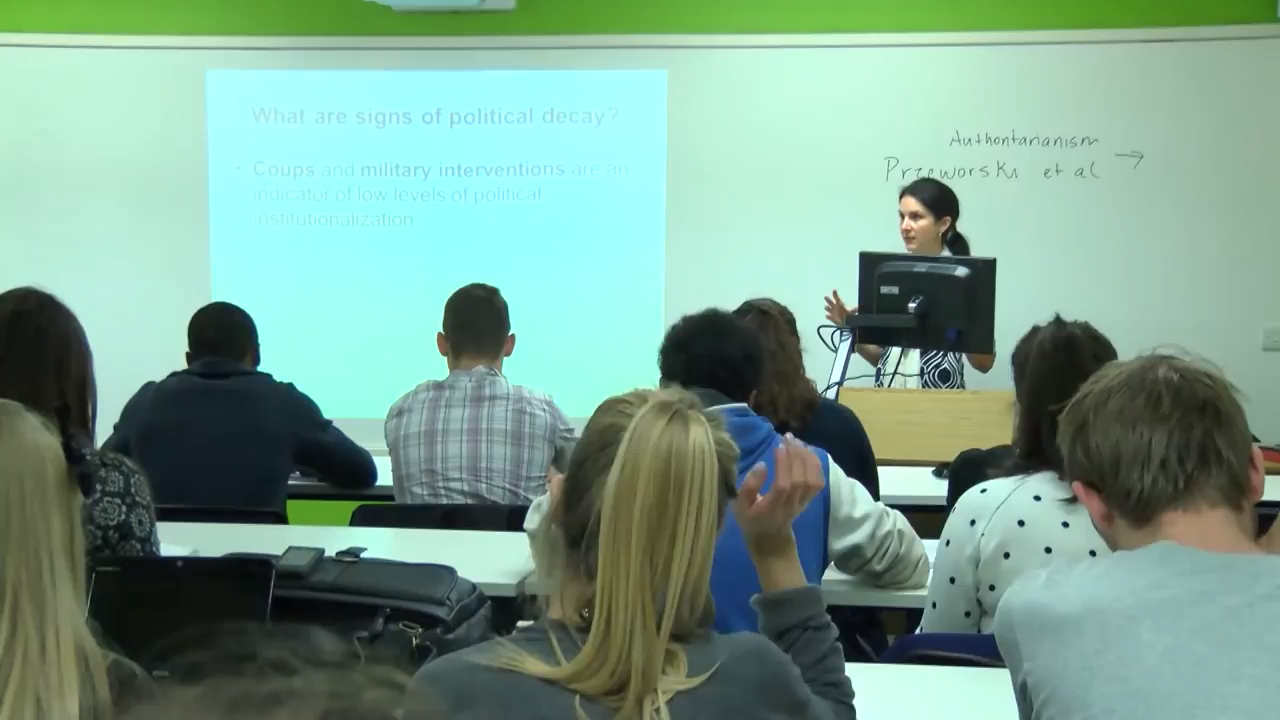 What are signs of political decay?
• Coups and military interventions are an
indicator of low levels of political
institutionalization
Authoritarianism
Przeworski et al →